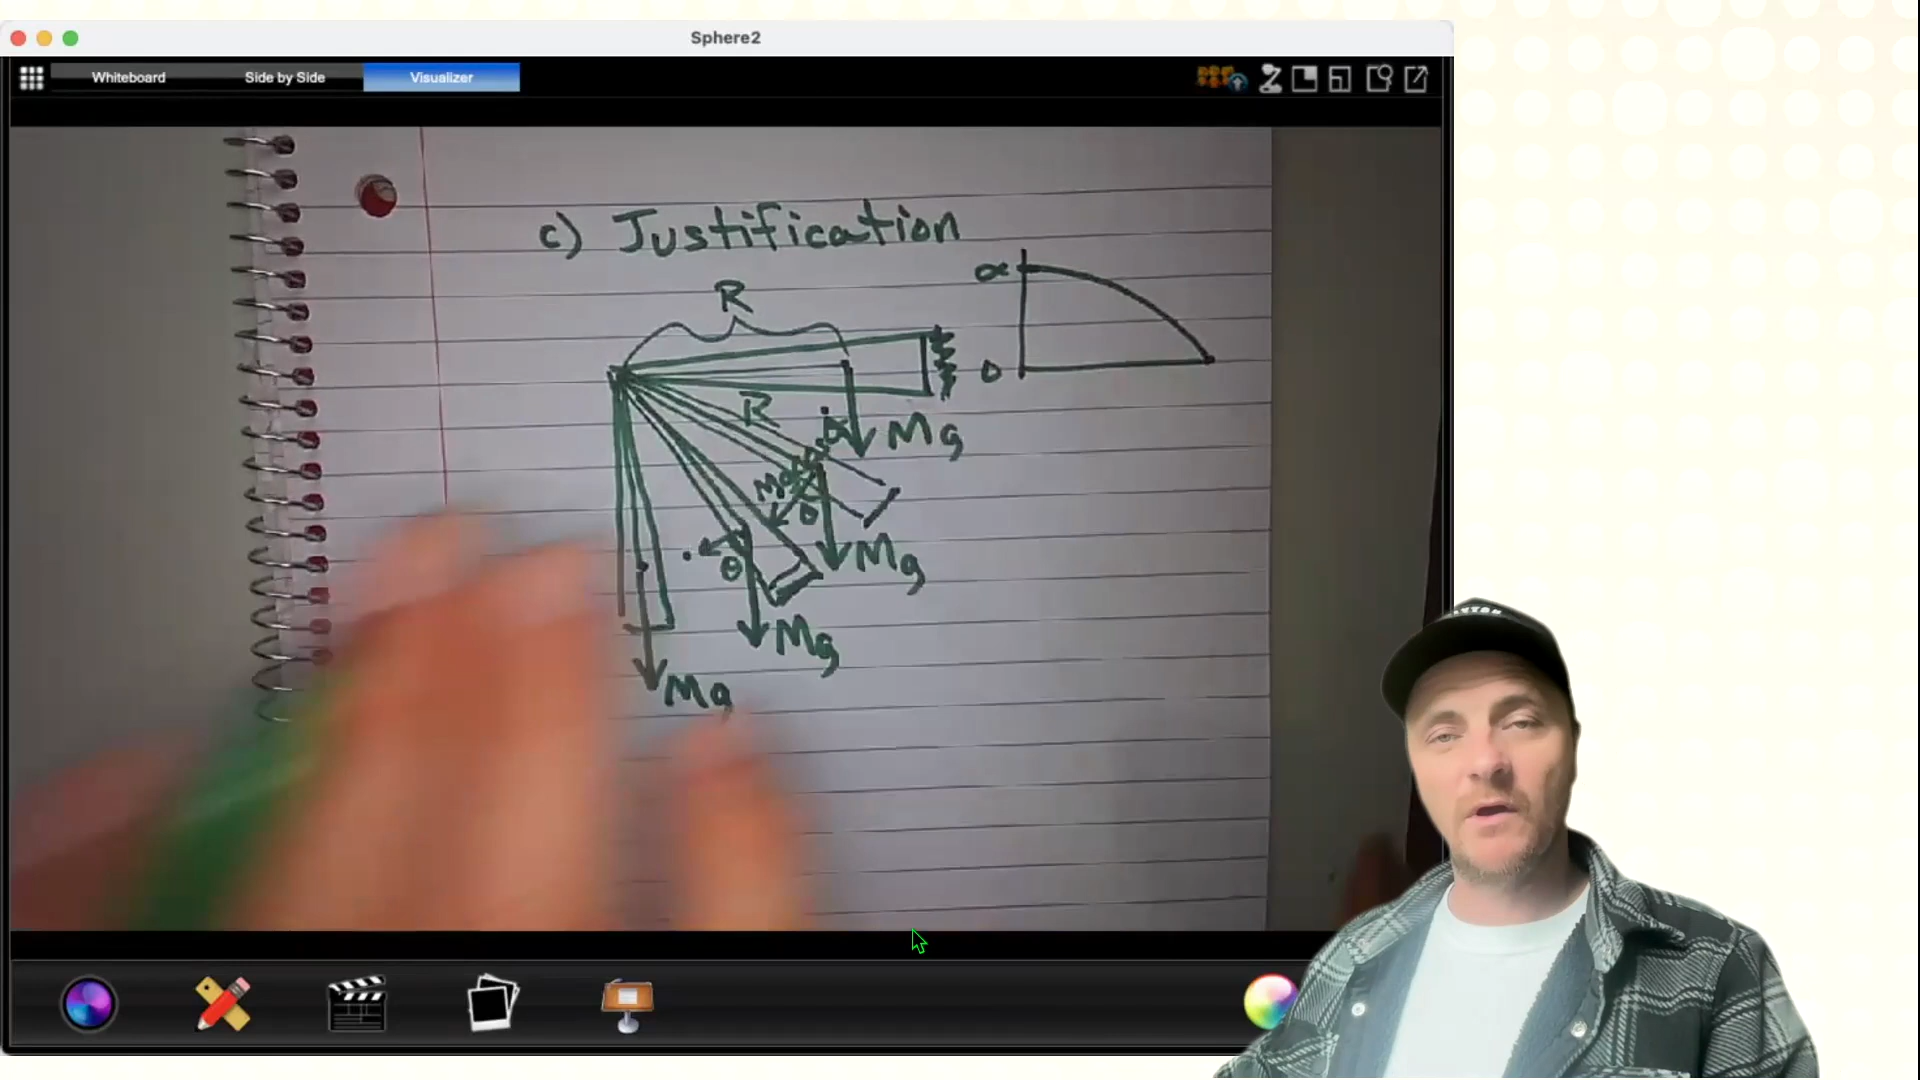 Sphere2
Whiteboard Side by Side Visualizer
c) Justification
α
R
0
R
Mg
θ
Mg
θ
Mg
Mg